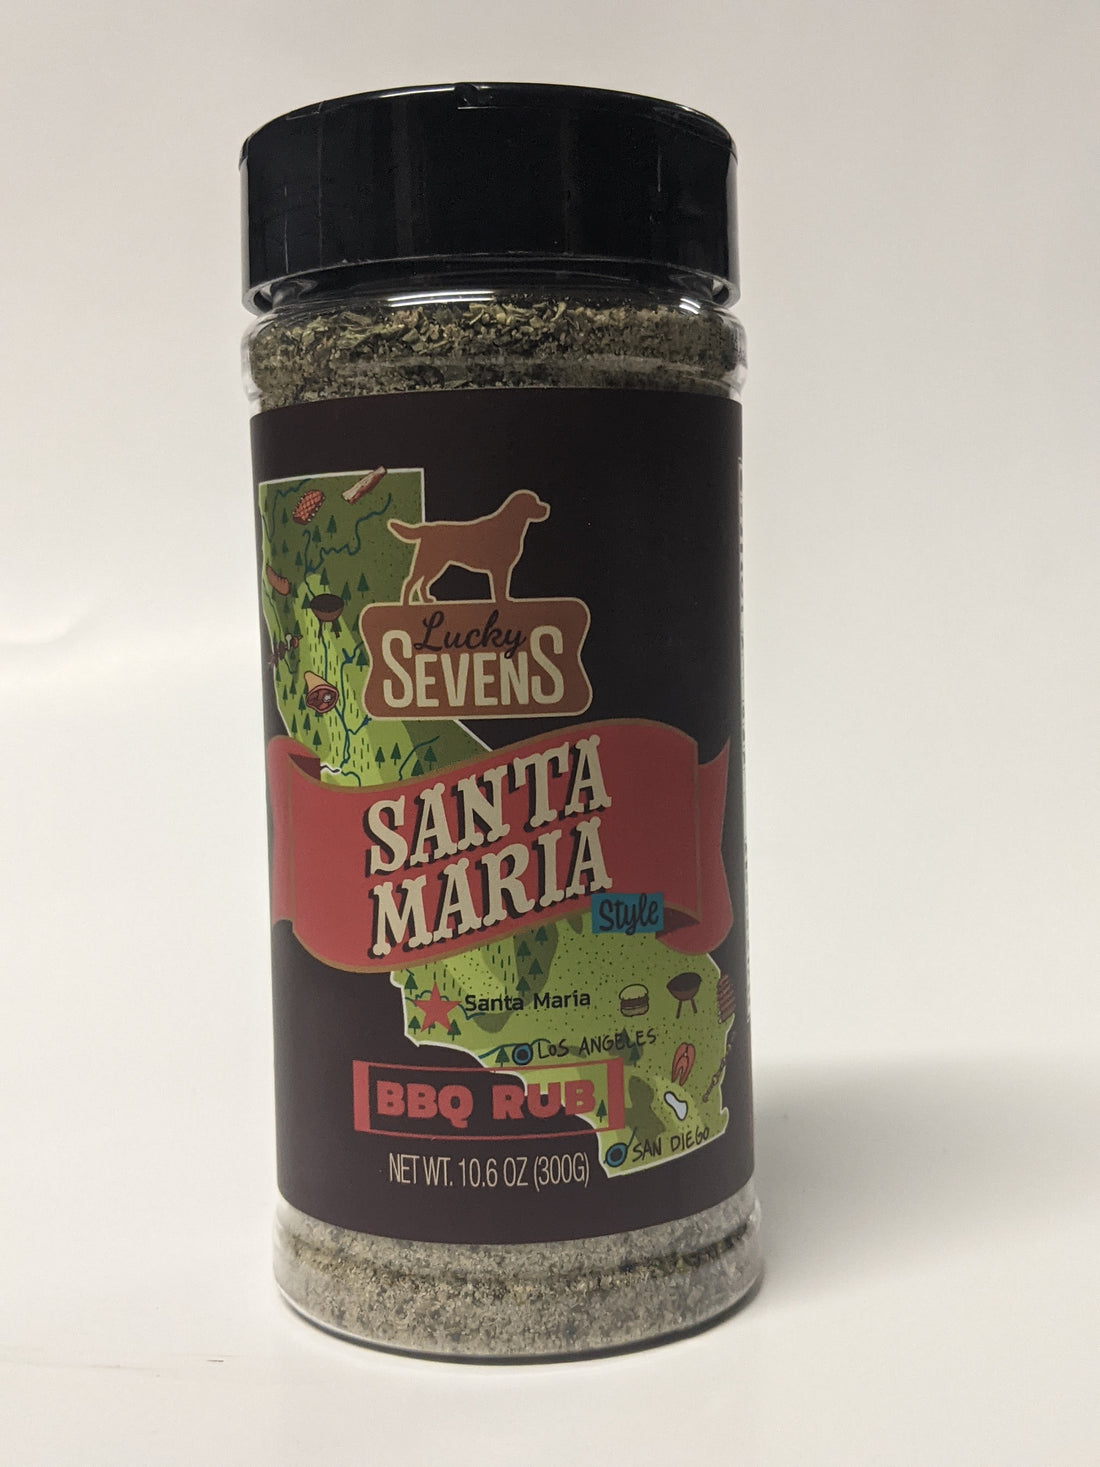 Lucky
SEVENS
SANTA
MARIA
Style
Santa Maria
LOS ANGELES
BBQ RUB
SAN DIEGO
NET WT. 10.6 OZ (300G)